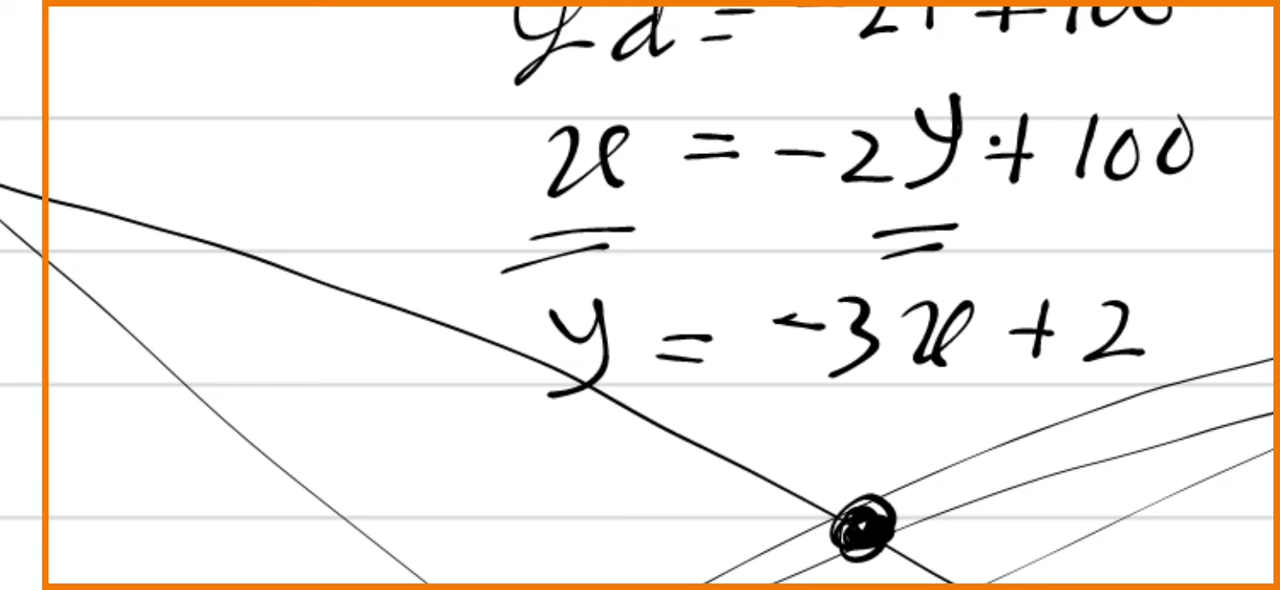 x = -2y + 100
y = -3x + 2